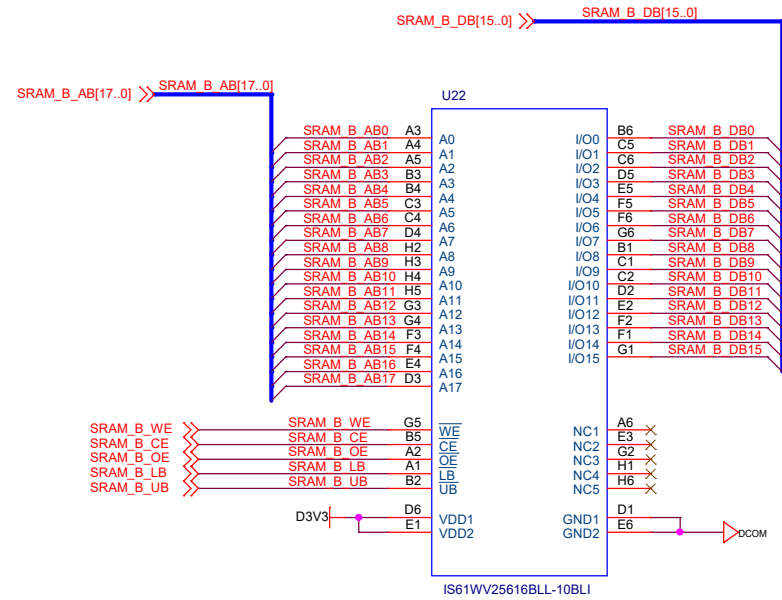 SRAM_B_DB[15..0] SRAM_B_DB[15..0]
SRAM_B_AB[17..0] SRAM_B_AB[17..0]
U22
SRAM_B_AB0 A3 A0 I/O0 B6 SRAM_B_DB0
SRAM_B_AB1 A4 A1 I/O1 C5 SRAM_B_DB1
SRAM_B_AB2 A5 A2 I/O2 C6 SRAM_B_DB2
SRAM_B_AB3 B3 A3 I/O3 D5 SRAM_B_DB3
SRAM_B_AB4 B4 A4 I/O4 E5 SRAM_B_DB4
SRAM_B_AB5 C3 A5 I/O5 F5 SRAM_B_DB5
SRAM_B_AB6 C4 A6 I/O6 F6 SRAM_B_DB6
SRAM_B_AB7 D4 A7 I/O7 G6 SRAM_B_DB7
SRAM_B_AB8 H2 A8 I/O8 B1 SRAM_B_DB8
SRAM_B_AB9 H3 A9 I/O9 C1 SRAM_B_DB9
SRAM_B_AB10 H4 A10 I/O10 C2 SRAM_B_DB10
SRAM_B_AB11 H5 A11 I/O11 D2 SRAM_B_DB11
SRAM_B_AB12 G3 A12 I/O12 E2 SRAM_B_DB12
SRAM_B_AB13 G4 A13 I/O13 F2 SRAM_B_DB13
SRAM_B_AB14 F3 A14 I/O14 F1 SRAM_B_DB14
SRAM_B_AB15 F4 A15 I/O15 G1 SRAM_B_DB15
SRAM_B_AB16 E4 A16
SRAM_B_AB17 D3 A17
SRAM_B_WE SRAM_B_WE G5 WE NC1 A6
SRAM_B_CE SRAM_B_CE B5 CE NC2 E3
SRAM_B_OE SRAM_B_OE A2 OE NC3 G2
SRAM_B_LB SRAM_B_LB A1 LB NC4 H1
SRAM_B_UB SRAM_B_UB B2 UB NC5 H6
D3V3 D6 VDD1 GND1 D1
E1 VDD2 GND2 E6 DCOM
IS61WV25616BLL-10BLI